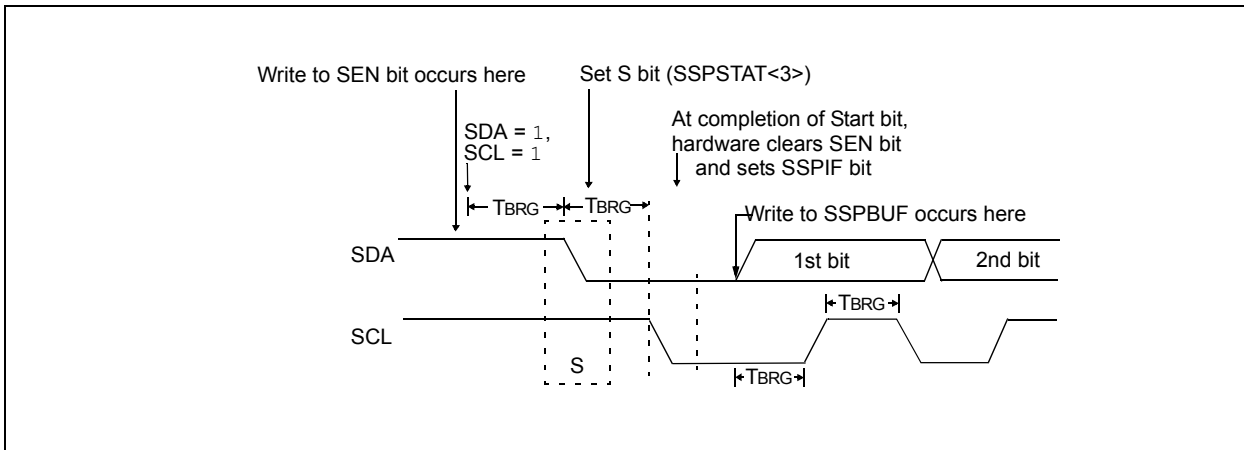 Write to SEN bit occurs here
Set S bit (SSPSTAT<3>)
At completion of Start bit,
hardware clears SEN bit
and sets SSPIF bit
SDA = 1,
SCL = 1
TBRG
TBRG
Write to SSPBUF occurs here
SDA
1st bit
2nd bit
TBRG
SCL
S
TBRG